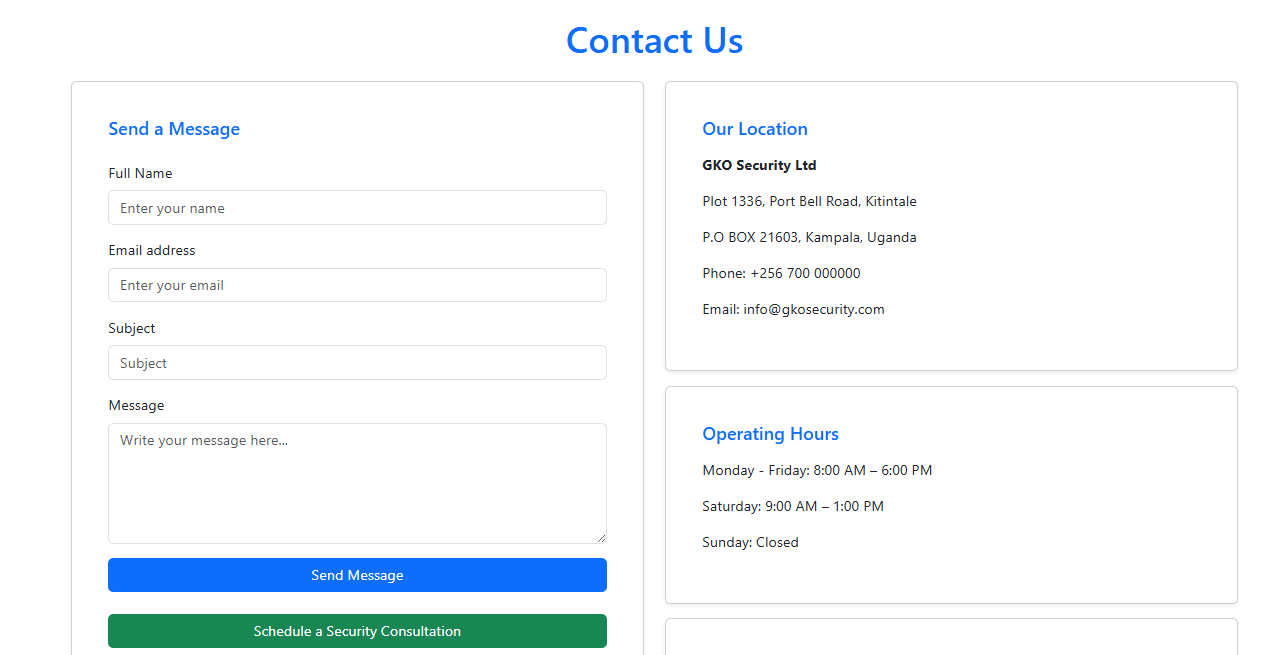 Contact Us
Send a Message
Full Name
Enter your name
Email address
Enter your email
Subject
Subject
Message
Write your message here...
Send Message
Schedule a Security Consultation
Our Location
GKO Security Ltd
Plot 1336, Port Bell Road, Kitintale
P.O BOX 21603, Kampala, Uganda
Phone: +256 700 000000
Email: info@gkosecurity.com
Operating Hours
Monday - Friday: 8:00 AM – 6:00 PM
Saturday: 9:00 AM – 1:00 PM
Sunday: Closed